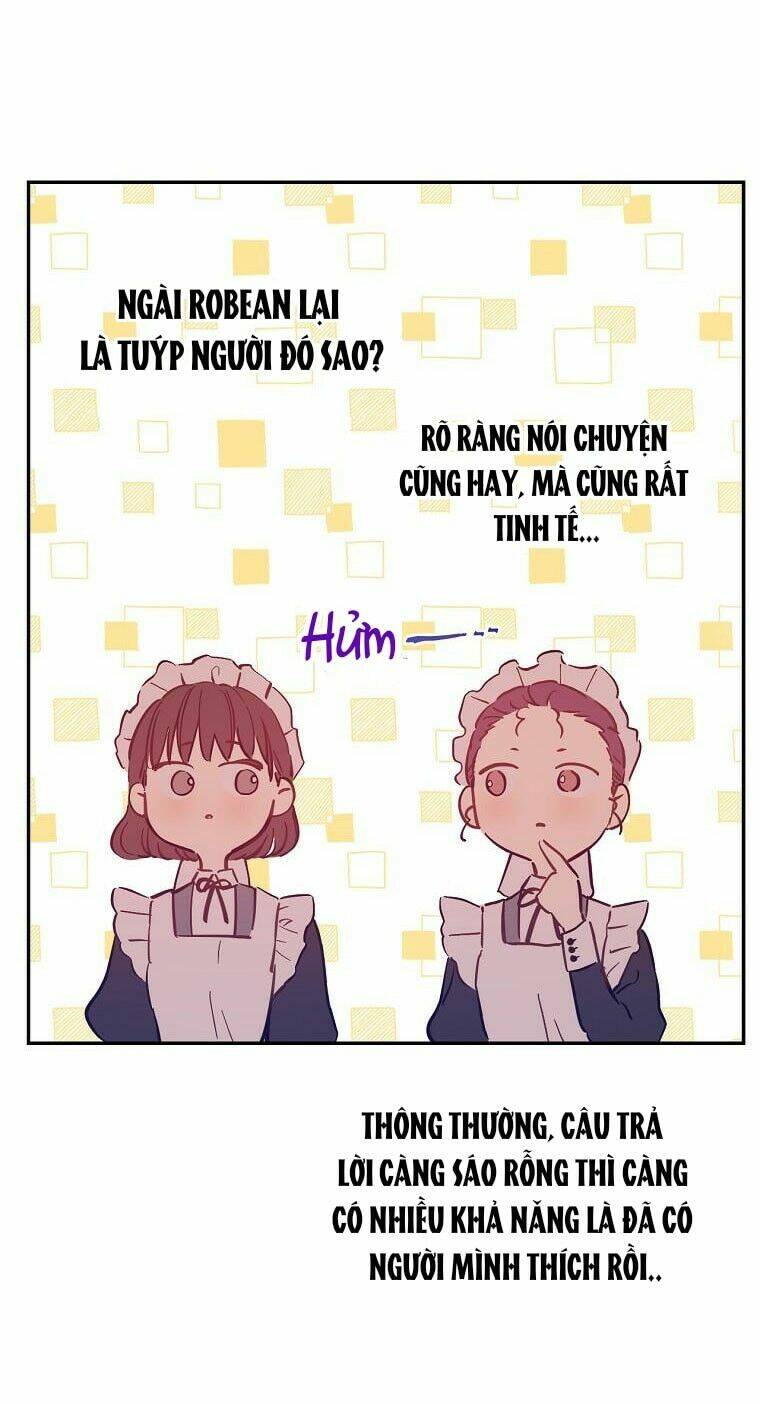 NGÀI ROBEAN LẠI
LÀ TUÝP NGƯỜI ĐÓ SAO?
RÕ RÀNG NÓI CHUYỆN
CŨNG HAY, MÀ CŨNG RẤT
TINH TẾ...
Hửm
THÔNG THƯỜNG, CÂU TRẢ
LỜI CÀNG SÁO RỖNG THÌ CÀNG
CÓ NHIỀU KHẢ NĂNG LÀ ĐÃ CÓ
NGƯỜI MÌNH THÍCH RỒI..